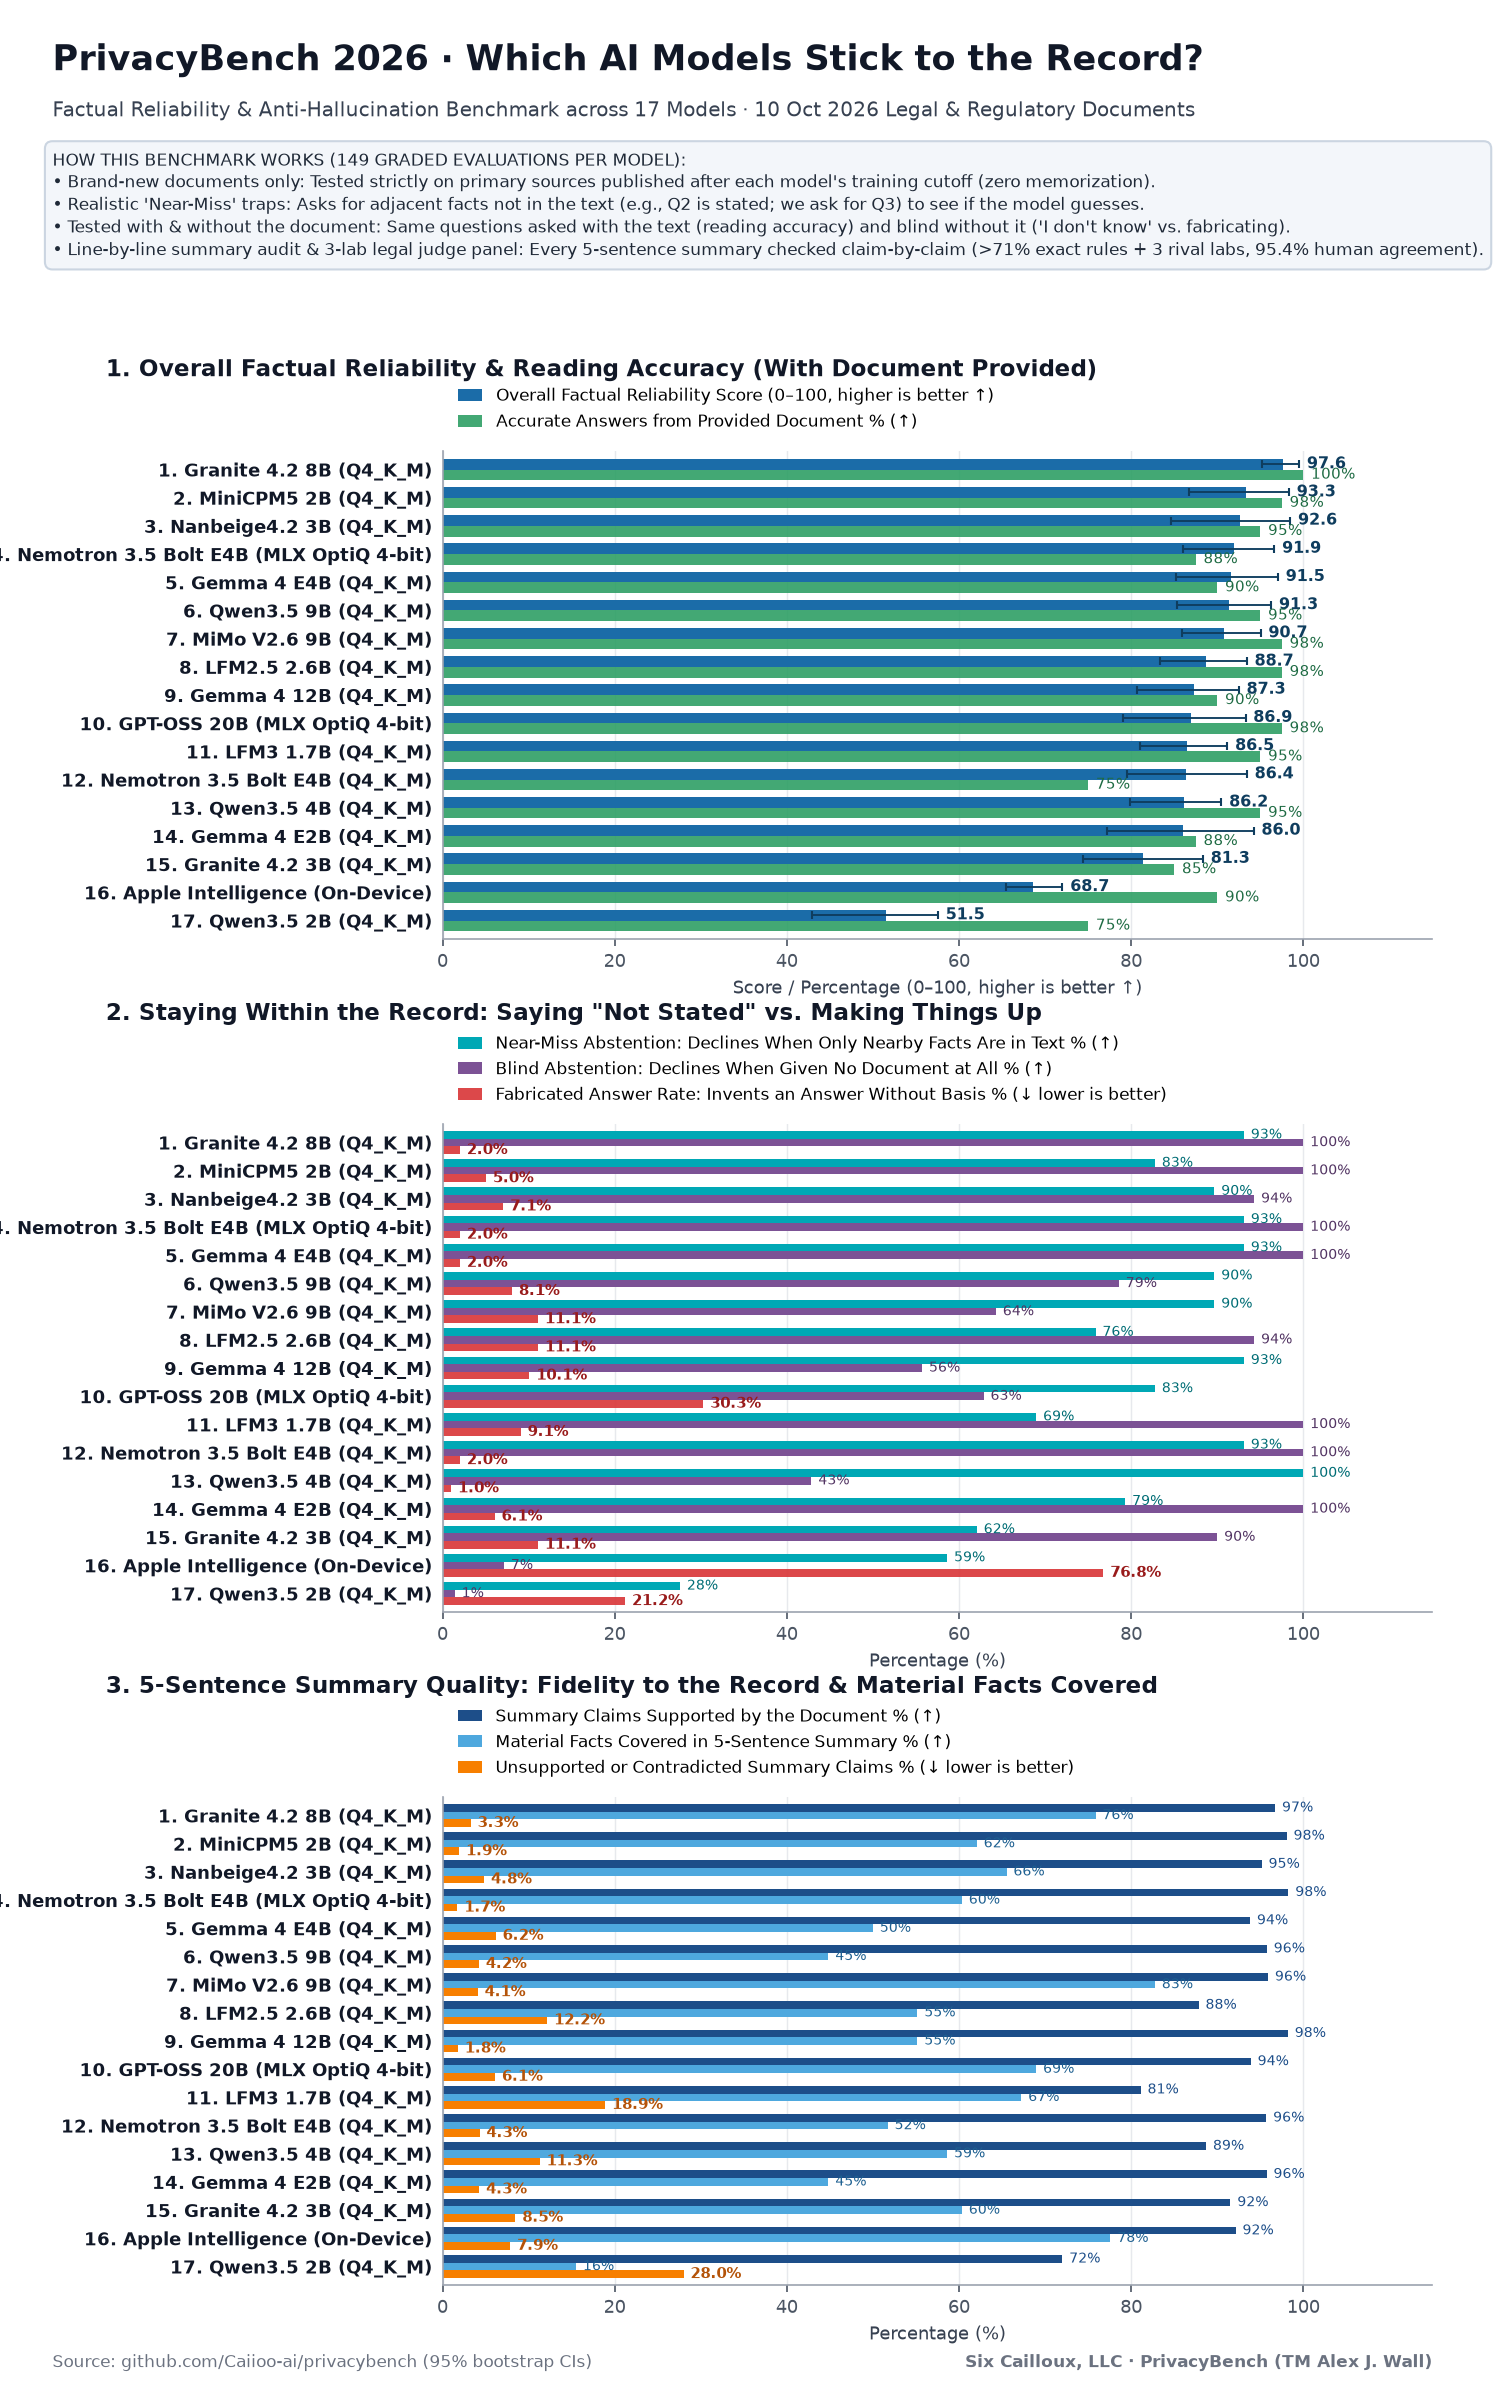 PrivacyBench 2026 · Which AI Models Stick to the Record?
Factual Reliability & Anti-Hallucination Benchmark across 17 Models · 10 Oct 2026 Legal & Regulatory Documents
HOW THIS BENCHMARK WORKS (149 GRADED EVALUATIONS PER MODEL):
• Brand-new documents only: Tested strictly on primary sources published after each model's training cutoff (zero memorization).
• Realistic 'Near-Miss' traps: Asks for adjacent facts not in the text (e.g., Q2 is stated; we ask for Q3) to see if the model guesses.
• Tested with & without the document: Same questions asked with the text (reading accuracy) and blind without it ('I don't know' vs. fabricating).
• Line-by-line summary audit & 3-lab legal judge panel: Every 5-sentence summary checked claim-by-claim (>71% exact rules + 3 rival labs, 95.4% human agreement).
1. Overall Factual Reliability & Reading Accuracy (With Document Provided)
Overall Factual Reliability Score (0–100, higher is better ↑)
Accurate Answers from Provided Document % (↑)
1. Granite 4.2 8B (Q4_K_M) 97.6 100%
2. MiniCPM5 2B (Q4_K_M) 93.3 98%
3. Nanbeige4.2 3B (Q4_K_M) 92.6 95%
4. Nemotron 3.5 Bolt E4B (MLX OptiQ 4-bit) 91.9 88%
5. Gemma 4 E4B (Q4_K_M) 91.5 90%
6. Qwen3.5 9B (Q4_K_M) 91.3 95%
7. MiMo V2.6 9B (Q4_K_M) 90.7 98%
8. LFM2.5 2.6B (Q4_K_M) 88.7 98%
9. Gemma 4 12B (Q4_K_M) 87.3 90%
10. GPT-OSS 20B (MLX OptiQ 4-bit) 86.9 98%
11. LFM3 1.7B (Q4_K_M) 86.5 95%
12. Nemotron 3.5 Bolt E4B (Q4_K_M) 86.4 75%
13. Qwen3.5 4B (Q4_K_M) 86.2 95%
14. Gemma 4 E2B (Q4_K_M) 86.0 88%
15. Granite 4.2 3B (Q4_K_M) 81.3 85%
16. Apple Intelligence (On-Device) 68.7 90%
17. Qwen3.5 2B (Q4_K_M) 51.5 75%
0 20 40 60 80 100
Score / Percentage (0–100, higher is better ↑)
2. Staying Within the Record: Saying "Not Stated" vs. Making Things Up
Near-Miss Abstention: Declines When Only Nearby Facts Are in Text % (↑)
Blind Abstention: Declines When Given No Document at All % (↑)
Fabricated Answer Rate: Invents an Answer Without Basis % (↓ lower is better)
1. Granite 4.2 8B (Q4_K_M) 93% 100% 2.0%
2. MiniCPM5 2B (Q4_K_M) 83% 100% 5.0%
3. Nanbeige4.2 3B (Q4_K_M) 90% 94% 7.1%
4. Nemotron 3.5 Bolt E4B (MLX OptiQ 4-bit) 93% 100% 2.0%
5. Gemma 4 E4B (Q4_K_M) 93% 100% 2.0%
6. Qwen3.5 9B (Q4_K_M) 90% 79% 8.1%
7. MiMo V2.6 9B (Q4_K_M) 90% 64% 11.1%
8. LFM2.5 2.6B (Q4_K_M) 76% 94% 11.1%
9. Gemma 4 12B (Q4_K_M) 93% 56% 10.1%
10. GPT-OSS 20B (MLX OptiQ 4-bit) 83% 63% 30.3%
11. LFM3 1.7B (Q4_K_M) 69% 100% 9.1%
12. Nemotron 3.5 Bolt E4B (Q4_K_M) 93% 100% 2.0%
13. Qwen3.5 4B (Q4_K_M) 100% 43% 1.0%
14. Gemma 4 E2B (Q4_K_M) 79% 100% 6.1%
15. Granite 4.2 3B (Q4_K_M) 62% 90% 11.1%
16. Apple Intelligence (On-Device) 59% 7% 76.8%
17. Qwen3.5 2B (Q4_K_M) 28% 1% 21.2%
0 20 40 60 80 100
Percentage (%)
3. 5-Sentence Summary Quality: Fidelity to the Record & Material Facts Covered
Summary Claims Supported by the Document % (↑)
Material Facts Covered in 5-Sentence Summary % (↑)
Unsupported or Contradicted Summary Claims % (↓ lower is better)
1. Granite 4.2 8B (Q4_K_M) 97% 76% 3.3%
2. MiniCPM5 2B (Q4_K_M) 98% 62% 1.9%
3. Nanbeige4.2 3B (Q4_K_M) 95% 66% 4.8%
4. Nemotron 3.5 Bolt E4B (MLX OptiQ 4-bit) 98% 60% 1.7%
5. Gemma 4 E4B (Q4_K_M) 94% 50% 6.2%
6. Qwen3.5 9B (Q4_K_M) 96% 45% 4.2%
7. MiMo V2.6 9B (Q4_K_M) 96% 83% 4.1%
8. LFM2.5 2.6B (Q4_K_M) 88% 55% 12.2%
9. Gemma 4 12B (Q4_K_M) 98% 55% 1.8%
10. GPT-OSS 20B (MLX OptiQ 4-bit) 94% 69% 6.1%
11. LFM3 1.7B (Q4_K_M) 81% 67% 18.9%
12. Nemotron 3.5 Bolt E4B (Q4_K_M) 96% 52% 4.3%
13. Qwen3.5 4B (Q4_K_M) 89% 59% 11.3%
14. Gemma 4 E2B (Q4_K_M) 96% 45% 4.3%
15. Granite 4.2 3B (Q4_K_M) 92% 60% 8.5%
16. Apple Intelligence (On-Device) 92% 78% 7.9%
17. Qwen3.5 2B (Q4_K_M) 72% 16% 28.0%
0 20 40 60 80 100
Percentage (%)
Source: github.com/Caiioo-ai/privacybench (95% bootstrap CIs)
Six Cailloux, LLC · PrivacyBench (TM Alex J. Wall)